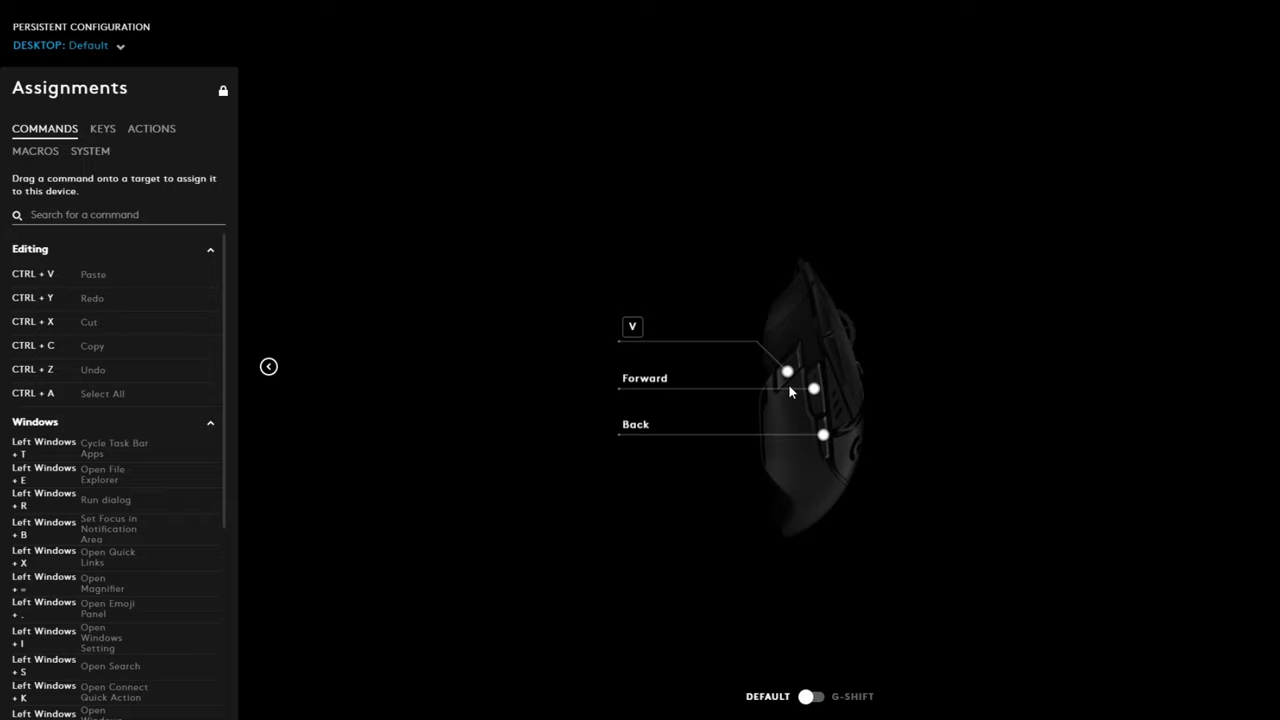 PERSISTENT CONFIGURATION
DESKTOP: Default
Assignments
COMMANDS KEYS ACTIONS
MACROS SYSTEM
Drag a command onto a target to assign it
to this device.
Search for a command
Editing
CTRL + V Paste
CTRL + Y Redo
CTRL + X Cut
CTRL + C Copy
CTRL + Z Undo
CTRL + A Select All
Windows
Left Windows Cycle Task Bar
+ T Apps
Left Windows Open File
+ E Explorer
Left Windows Run dialog
+ R
Left Windows Set Focus in
+ B Notification
Area
Left Windows Open Quick
+ X Links
Left Windows Open
+ = Magnifier
Left Windows Open Emoji
+ . Panel
Left Windows Open
+ I Windows
Setting
Left Windows Open Search
+ S
Left Windows Open Connect
+ K Quick Action
Left Windows Open
Windows
V
Forward
Back
DEFAULT G-SHIFT